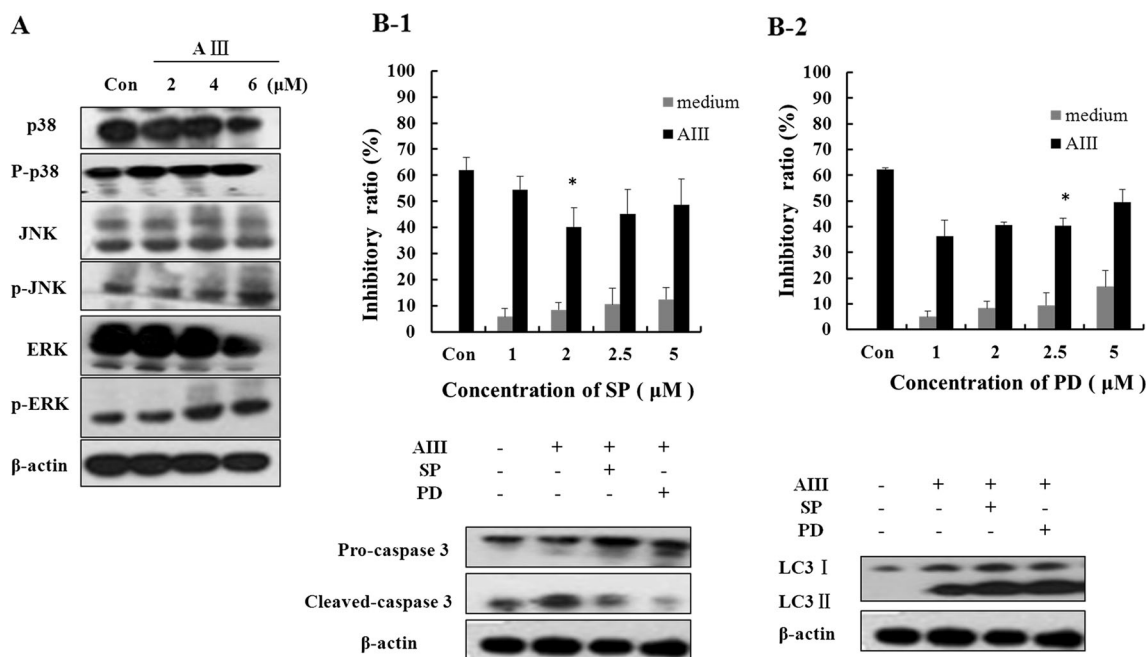 A
A Ⅲ
Con 2 4 6 (μM)
p38
P-p38
JNK
p-JNK
ERK
p-ERK
β-actin
B-1
100
90
80
70
60
50
40
30
20
10
0
Inhibitory ratio (%)
medium
AIII
*
Con 1 2 2.5 5
Concentration of SP ( μM )
AIII - + + +
SP - - + -
PD - - - +
Pro-caspase 3
Cleaved-caspase 3
β-actin
B-2
100
90
80
70
60
50
40
30
20
10
0
Inhibitory ratio (%)
medium
AIII
*
Con 1 2 2.5 5
Concentration of PD ( μM )
AIII - + + +
SP - - + -
PD - - - +
LC3 Ⅰ
LC3 Ⅱ
β-actin